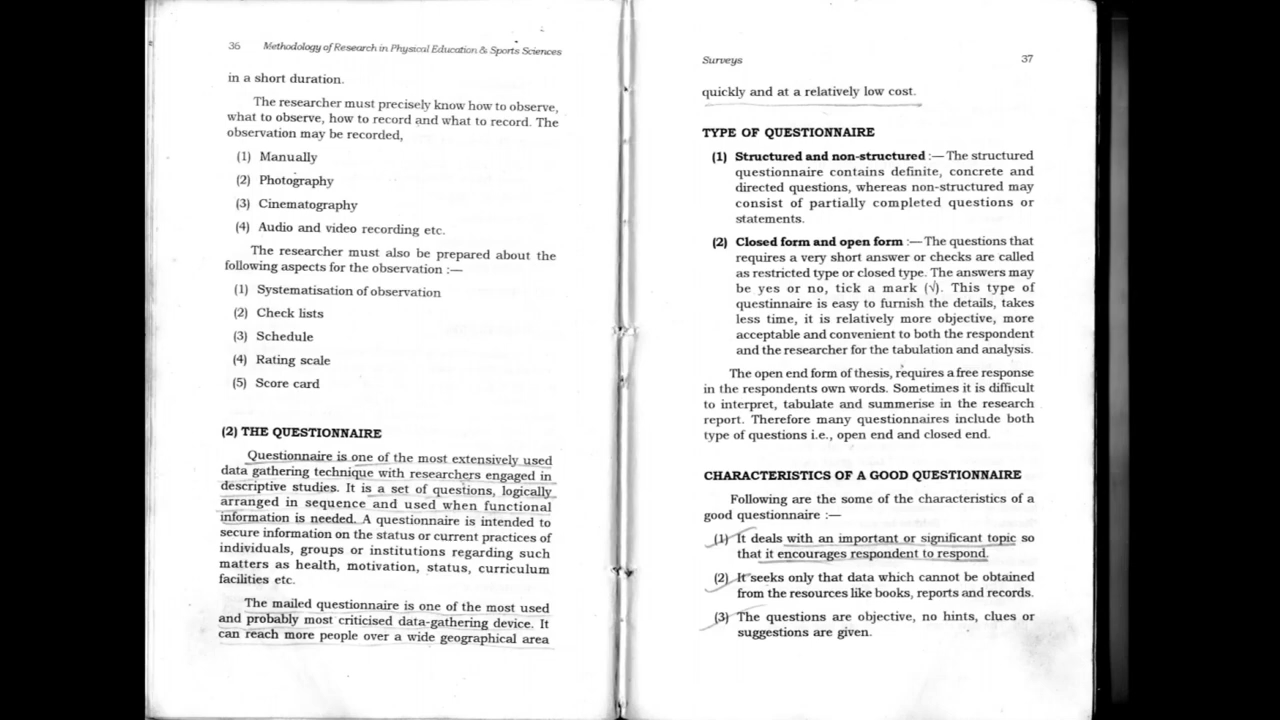 36 Methodology of Research in Physical Education & Sports Sciences
in a short duration.
The researcher must precisely know how to observe,
what to observe, how to record and what to record. The
observation may be recorded,
(1) Manually
(2) Photography
(3) Cinematography
(4) Audio and video recording etc.
The researcher must also be prepared about the
following aspects for the observation :—
(1) Systematisation of observation
(2) Check lists
(3) Schedule
(4) Rating scale
(5) Score card
(2) THE QUESTIONNAIRE
Questionnaire is one of the most extensively used
data gathering technique with researchers engaged in
descriptive studies. It is a set of questions, logically
arranged in sequence and used when functional
information is needed. A questionnaire is intended to
secure information on the status or current practices of
individuals, groups or institutions regarding such
matters as health, motivation, status, curriculum
facilities etc.
The mailed questionnaire is one of the most used
and probably most criticised data-gathering device. It
can reach more people over a wide geographical area
Surveys 37
quickly and at a relatively low cost.
TYPE OF QUESTIONNAIRE
(1) Structured and non-structured :—The structured
questionnaire contains definite, concrete and
directed questions, whereas non-structured may
consist of partially completed questions or
statements.
(2) Closed form and open form :—The questions that
requires a very short answer or checks are called
as restricted type or closed type. The answers may
be yes or no, tick a mark (√). This type of
questinnaire is easy to furnish the details, takes
less time, it is relatively more objective, more
acceptable and convenient to both the respondent
and the researcher for the tabulation and analysis.
The open end form of thesis, requires a free response
in the respondents own words. Sometimes it is difficult
to interpret, tabulate and summerise in the research
report. Therefore many questionnaires include both
type of questions i.e., open end and closed end.
CHARACTERISTICS OF A GOOD QUESTIONNAIRE
Following are the some of the characteristics of a
good questionnaire :—
(1) It deals with an important or significant topic so
that it encourages respondent to respond.
(2) It seeks only that data which cannot be obtained
from the resources like books, reports and records.
(3) The questions are objective, no hints, clues or
suggestions are given.